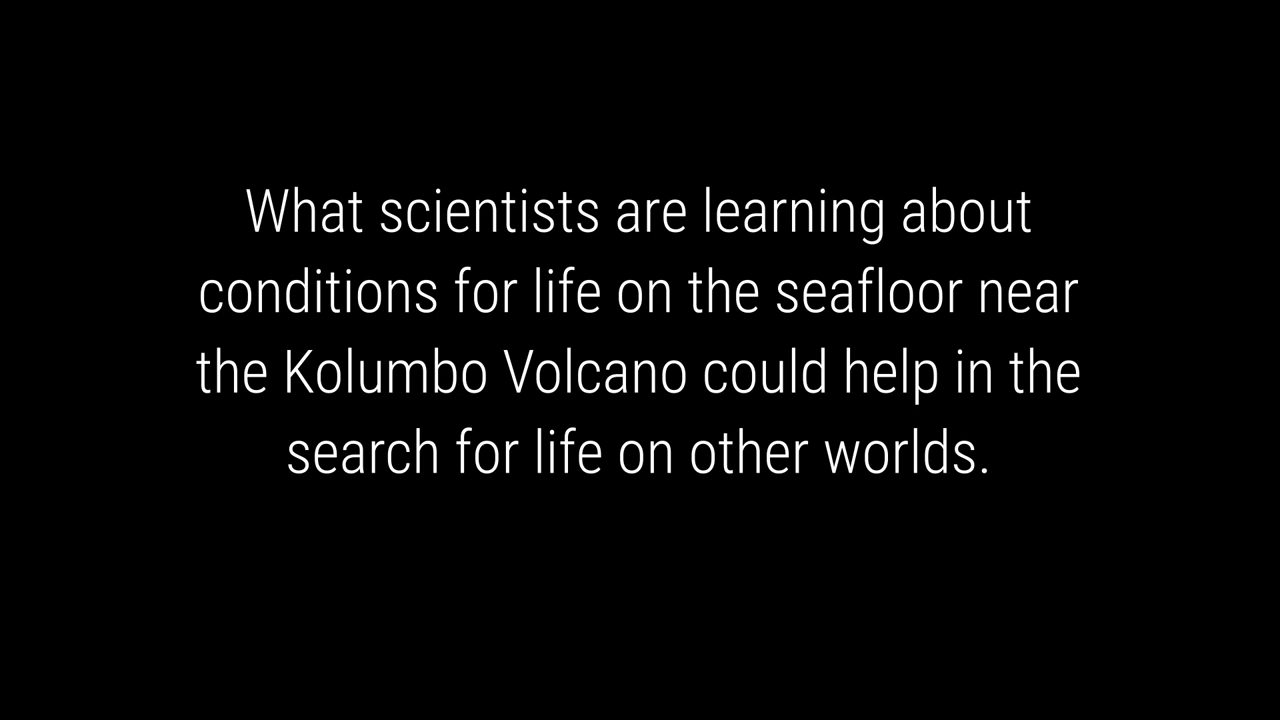 What scientists are learning about
conditions for life on the seafloor near
the Kolumbo Volcano could help in the
search for life on other worlds.